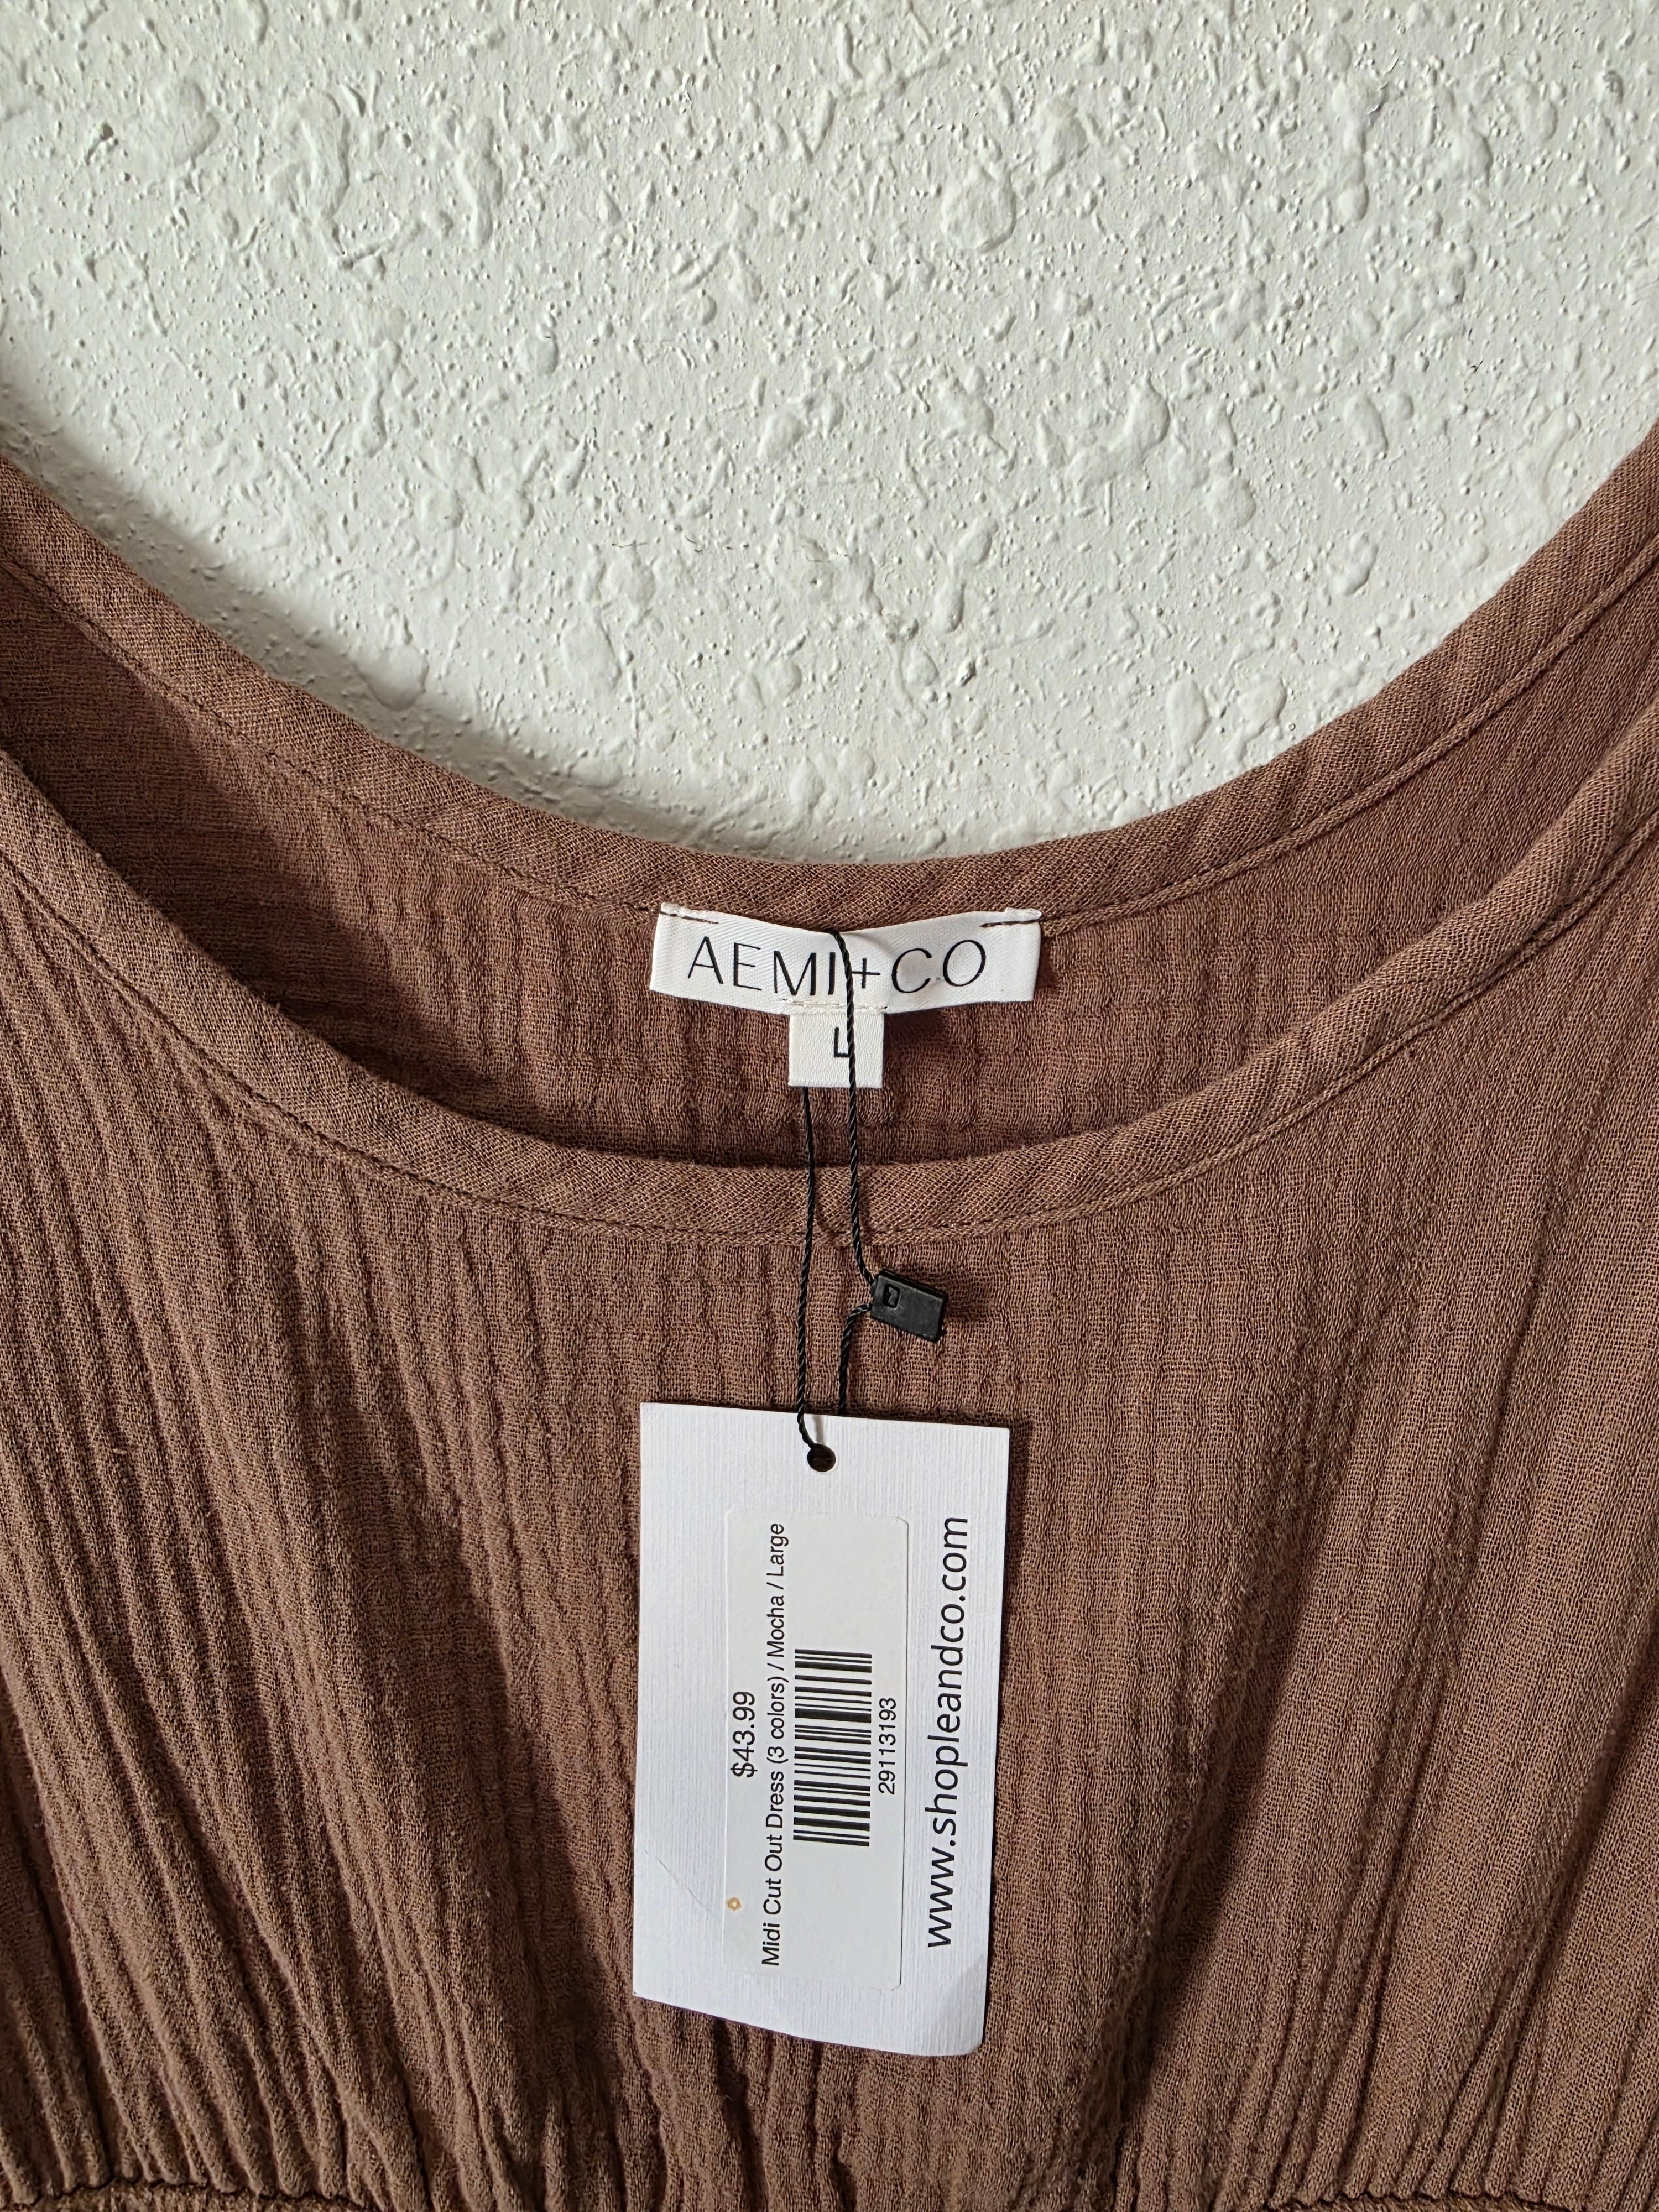 AEMI+CO
L
$43.99
Midi Cut Out Dress (3 colors) / Mocha / Large
29113193
www.shopleandco.com